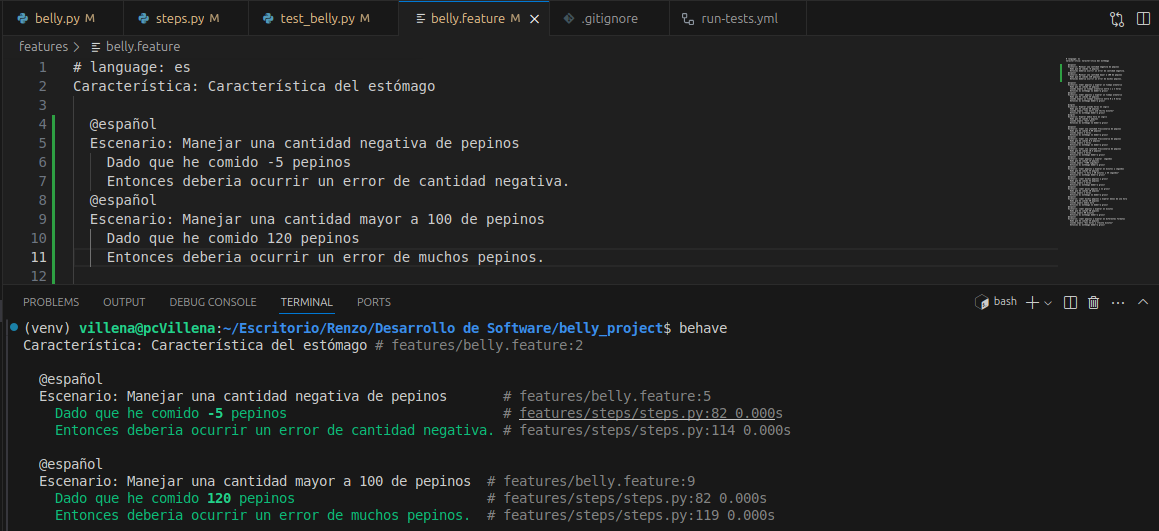 belly.py M steps.py M test_belly.py M belly.feature M .gitignore run-tests.yml
features > belly.feature
1 # language: es
2 Característica: Característica del estómago
3
4 @español
5 Escenario: Manejar una cantidad negativa de pepinos
6 Dado que he comido -5 pepinos
7 Entonces deberia ocurrir un error de cantidad negativa.
8 @español
9 Escenario: Manejar una cantidad mayor a 100 de pepinos
10 Dado que he comido 120 pepinos
11 Entonces deberia ocurrir un error de muchos pepinos.
12
PROBLEMS OUTPUT DEBUG CONSOLE TERMINAL PORTS bash
(venv) villena@pcVillena:~/Escritorio/Renzo/Desarrollo de Software/belly_project$ behave
Característica: Característica del estómago # features/belly.feature:2
@español
Escenario: Manejar una cantidad negativa de pepinos # features/belly.feature:5
Dado que he comido -5 pepinos # features/steps/steps.py:82 0.000s
Entonces deberia ocurrir un error de cantidad negativa. # features/steps/steps.py:114 0.000s
@español
Escenario: Manejar una cantidad mayor a 100 de pepinos # features/belly.feature:9
Dado que he comido 120 pepinos # features/steps/steps.py:82 0.000s
Entonces deberia ocurrir un error de muchos pepinos. # features/steps/steps.py:119 0.000s